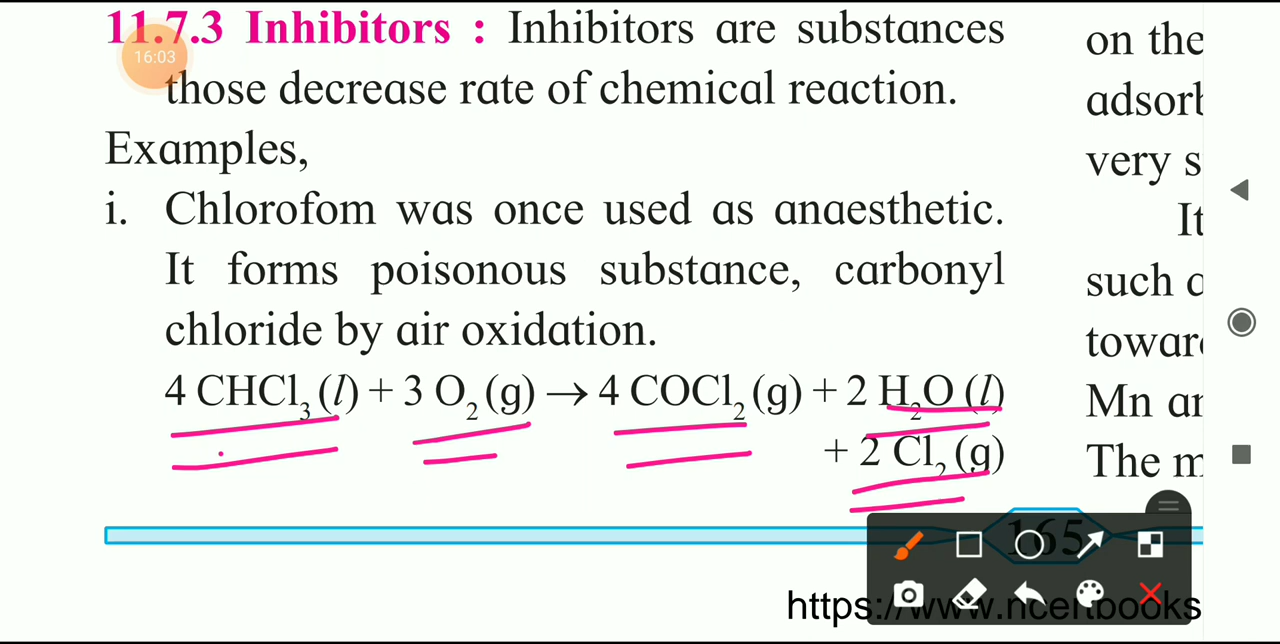 11.7.3 Inhibitors : Inhibitors are substances
16:03
those decrease rate of chemical reaction.
Examples,
i. Chlorofom was once used as anaesthetic.
It forms poisonous substance, carbonyl
chloride by air oxidation.
4 CHCl₃ (l) + 3 O₂ (g) → 4 COCl₂ (g) + 2 H₂O (l)
+ 2 Cl₂ (g)
on the
adsorb
very s
It
such a
towar
Mn ar
The m
165
https://www.ncertbooks